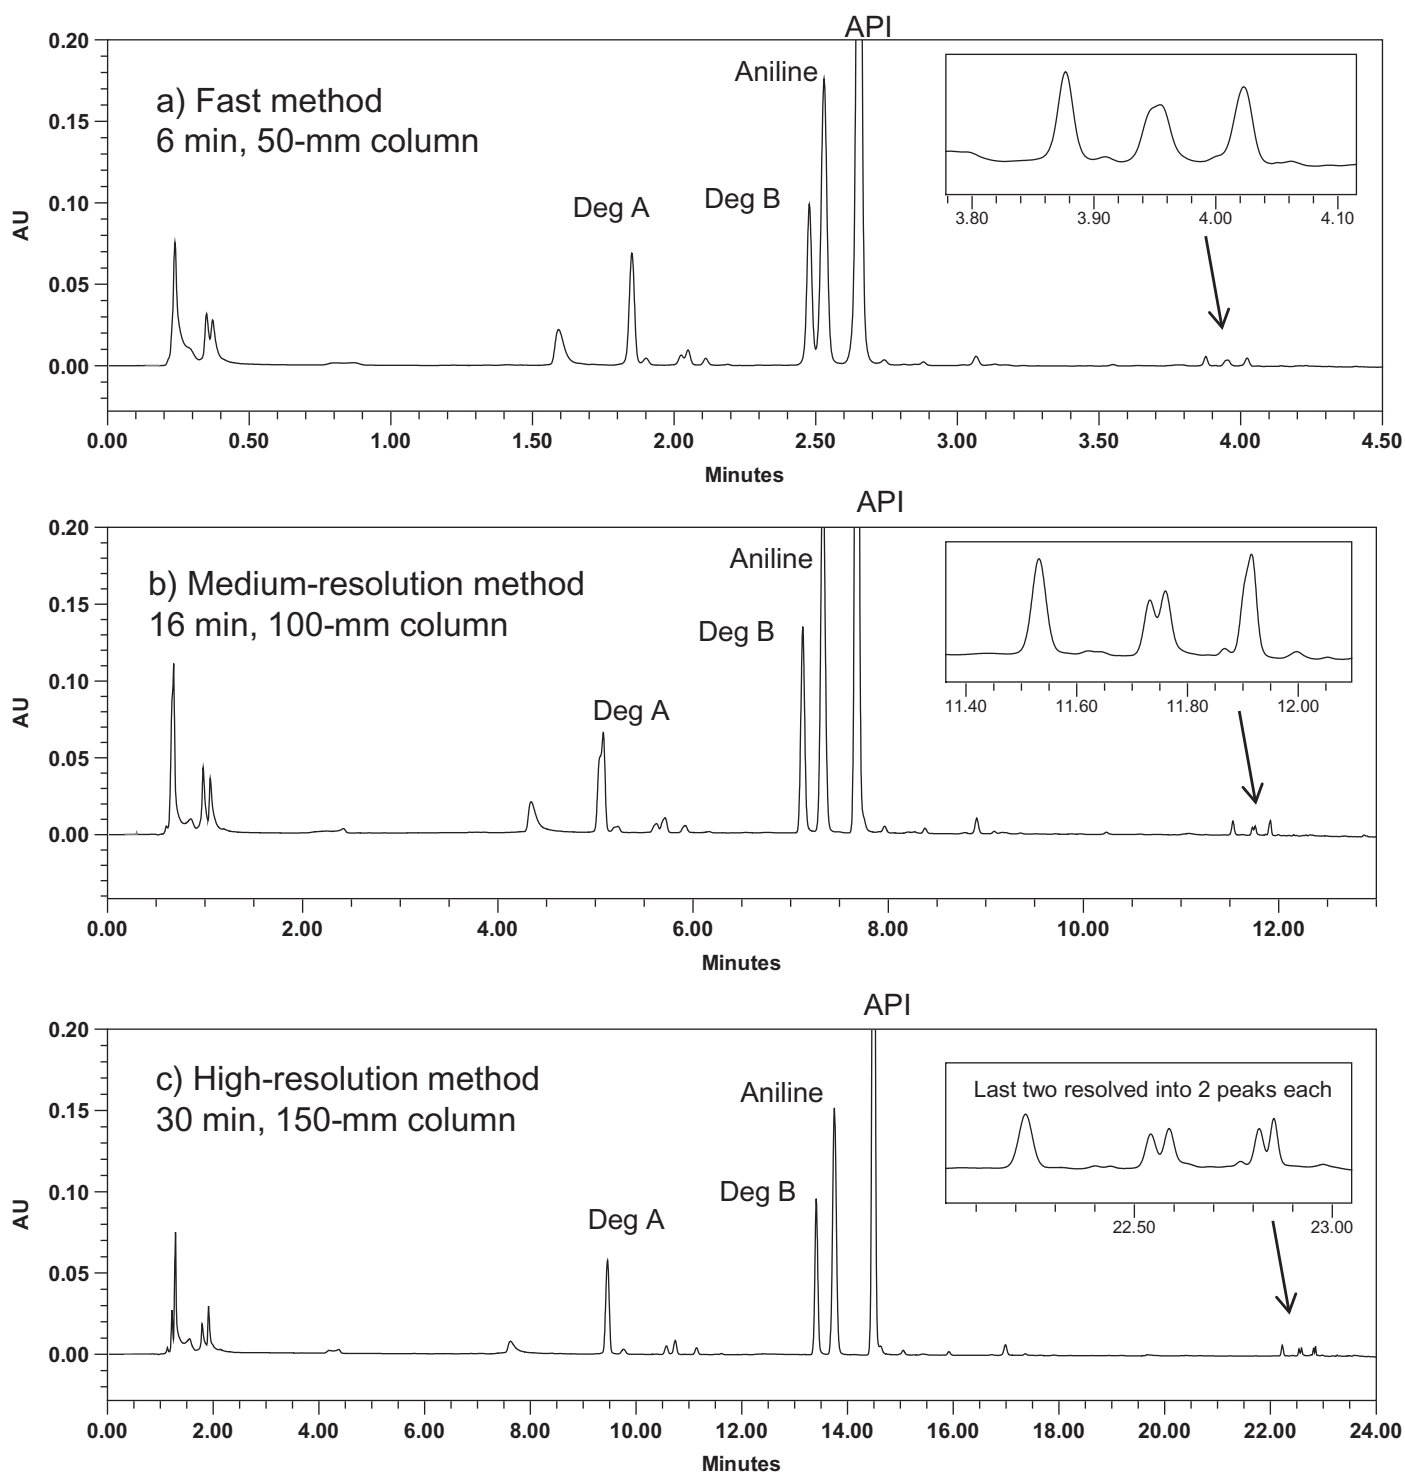 API
0.20
Aniline
a) Fast method
6 min, 50-mm column
0.15
Deg A
Deg B
0.10
AU
0.05
0.00
3.80 3.90 4.00 4.10
0.00 0.50 1.00 1.50 2.00 2.50 3.00 3.50 4.00 4.50
Minutes
API
0.20
Aniline
b) Medium-resolution method
16 min, 100-mm column
0.15
Deg B
0.10
Deg A
AU
0.05
0.00
11.40 11.60 11.80 12.00
0.00 2.00 4.00 6.00 8.00 10.00 12.00
Minutes
API
0.20
c) High-resolution method
30 min, 150-mm column
Last two resolved into 2 peaks each
Aniline
0.15
Deg B
0.10
Deg A
AU
0.05
0.00
22.50 23.00
0.00 2.00 4.00 6.00 8.00 10.00 12.00 14.00 16.00 18.00 20.00 22.00 24.00
Minutes